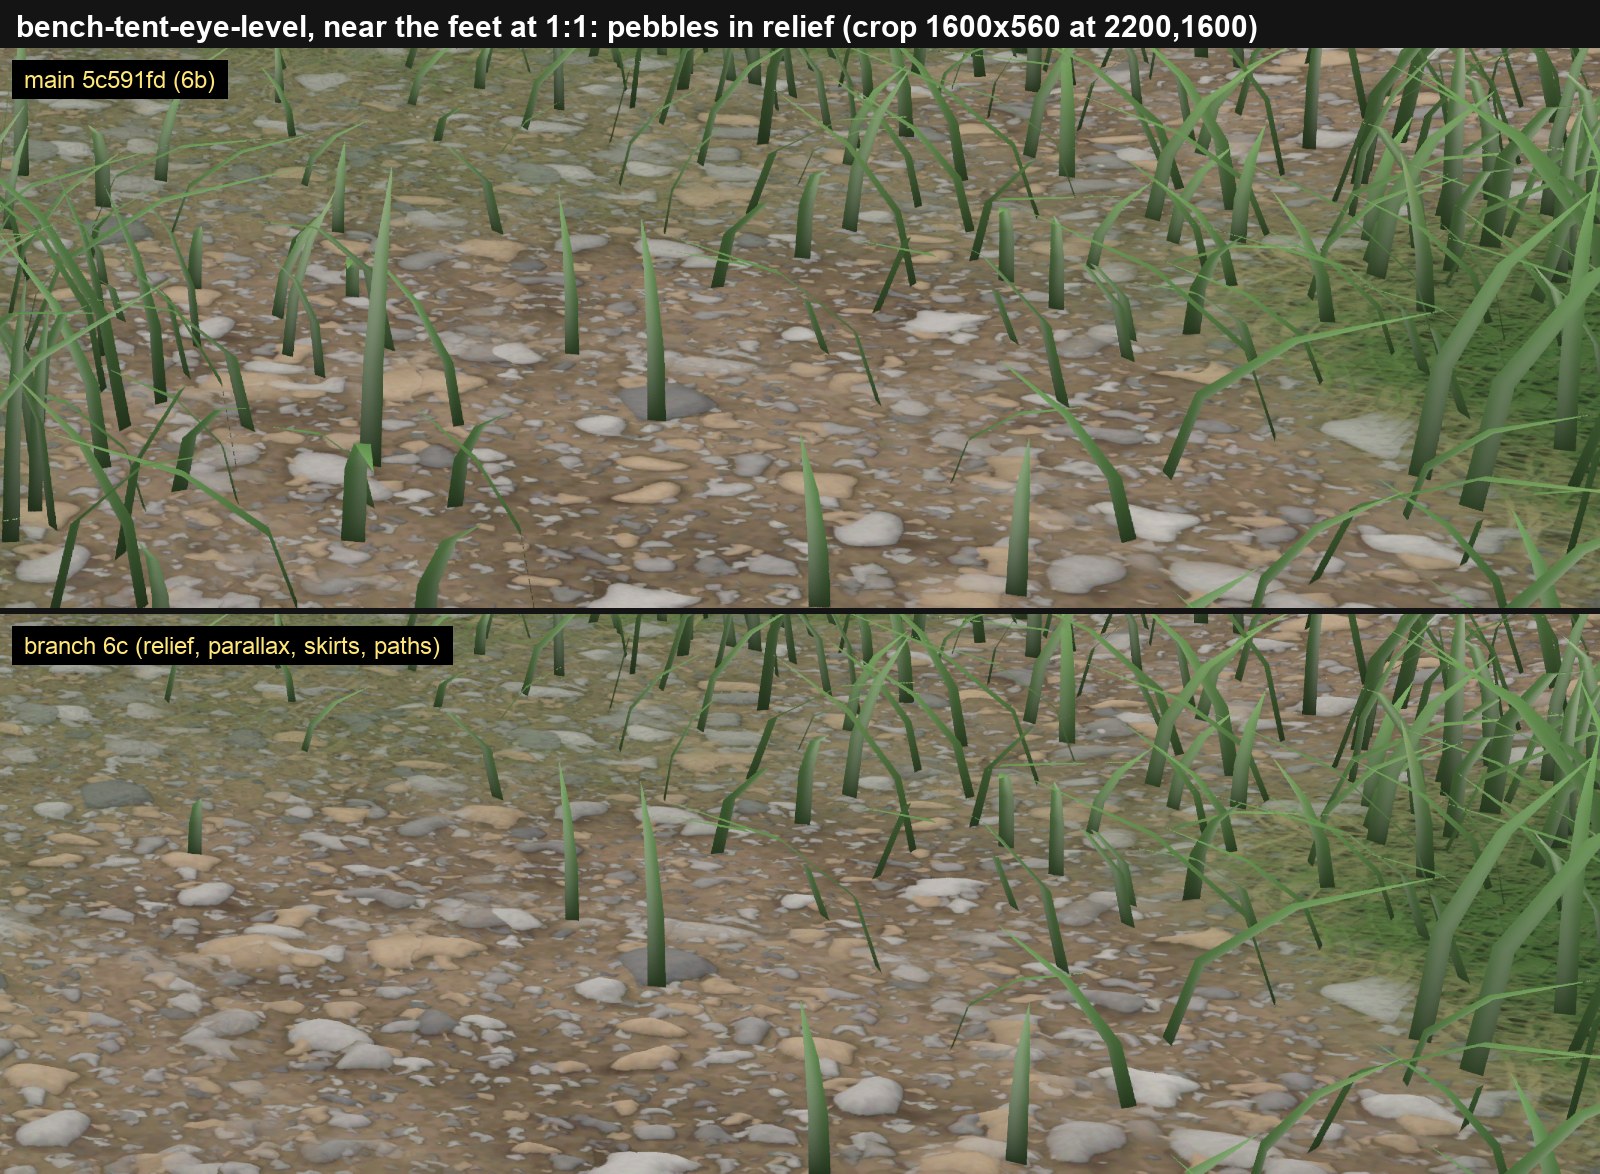 bench-tent-eye-level, near the feet at 1:1: pebbles in relief (crop 1600x560 at 2200,1600)
main 5c591fd (6b)
branch 6c (relief, parallax, skirts, paths)